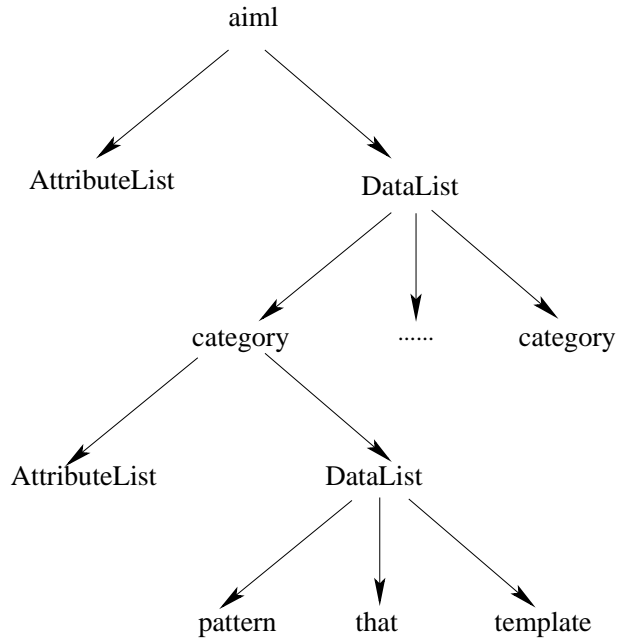 aiml
AttributeList DataList
category ...... category
AttributeList DataList
pattern that template